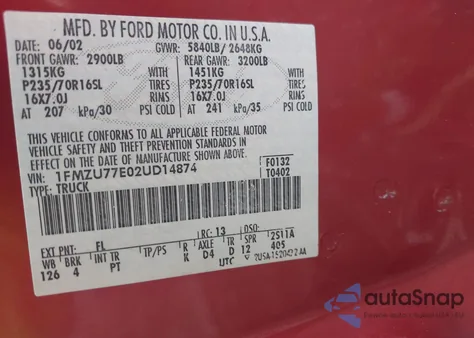 MFD. BY FORD MOTOR CO. IN U.S.A.
DATE: 06/02 GVWR: 5840LB/ 2648KG
FRONT GAWR: 2900LB REAR GAWR: 3200LB
1315KG WITH 1451KG WITH
P235/70R16SL TIRES P235/70R16SL TIRES
16X7.0J RIMS 16X7.0J RIMS
AT 207 kPa/30 PSI COLD AT 241 kPa/35 PSI COLD
THIS VEHICLE CONFORMS TO ALL APPLICABLE FEDERAL MOTOR
VEHICLE SAFETY AND THEFT PREVENTION STANDARDS IN
EFFECT ON THE DATE OF MANUFACTURE SHOWN ABOVE.
VIN: 1FMZU77E02UD14874 F0132
TYPE: TRUCK T0402
EXT PNT: FL RC: 13 DSO:
WB BRK INT TR TP/PS R AXLE TR SPR 2S11A
126 4 PT K D4 D 12 405
UTC
autoSnap